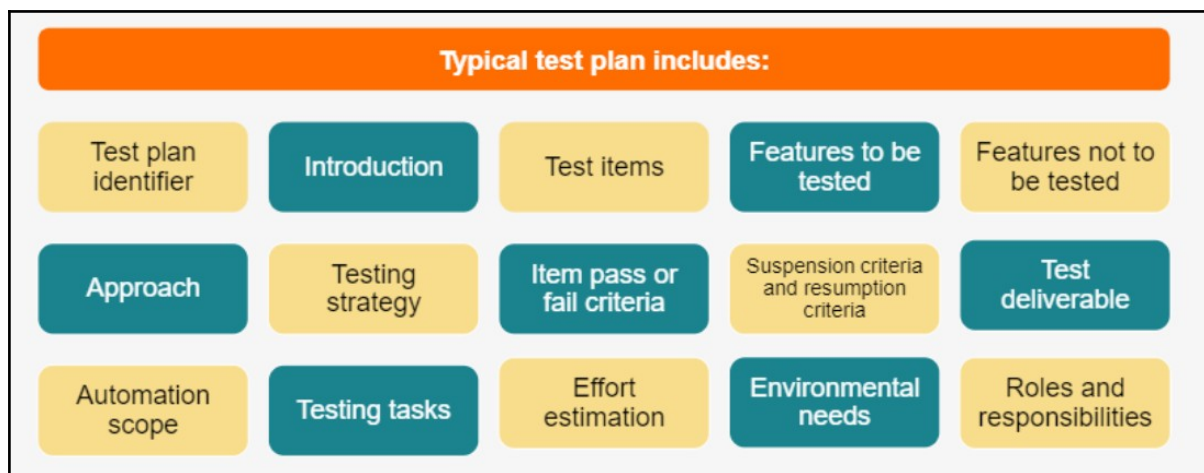 Typical test plan includes:
Test plan
identifier
Introduction
Test items
Features to be
tested
Features not to
be tested
Approach
Testing
strategy
Item pass or
fail criteria
Suspension criteria
and resumption
criteria
Test
deliverable
Automation
scope
Testing tasks
Effort
estimation
Environmental
needs
Roles and
responsibilities